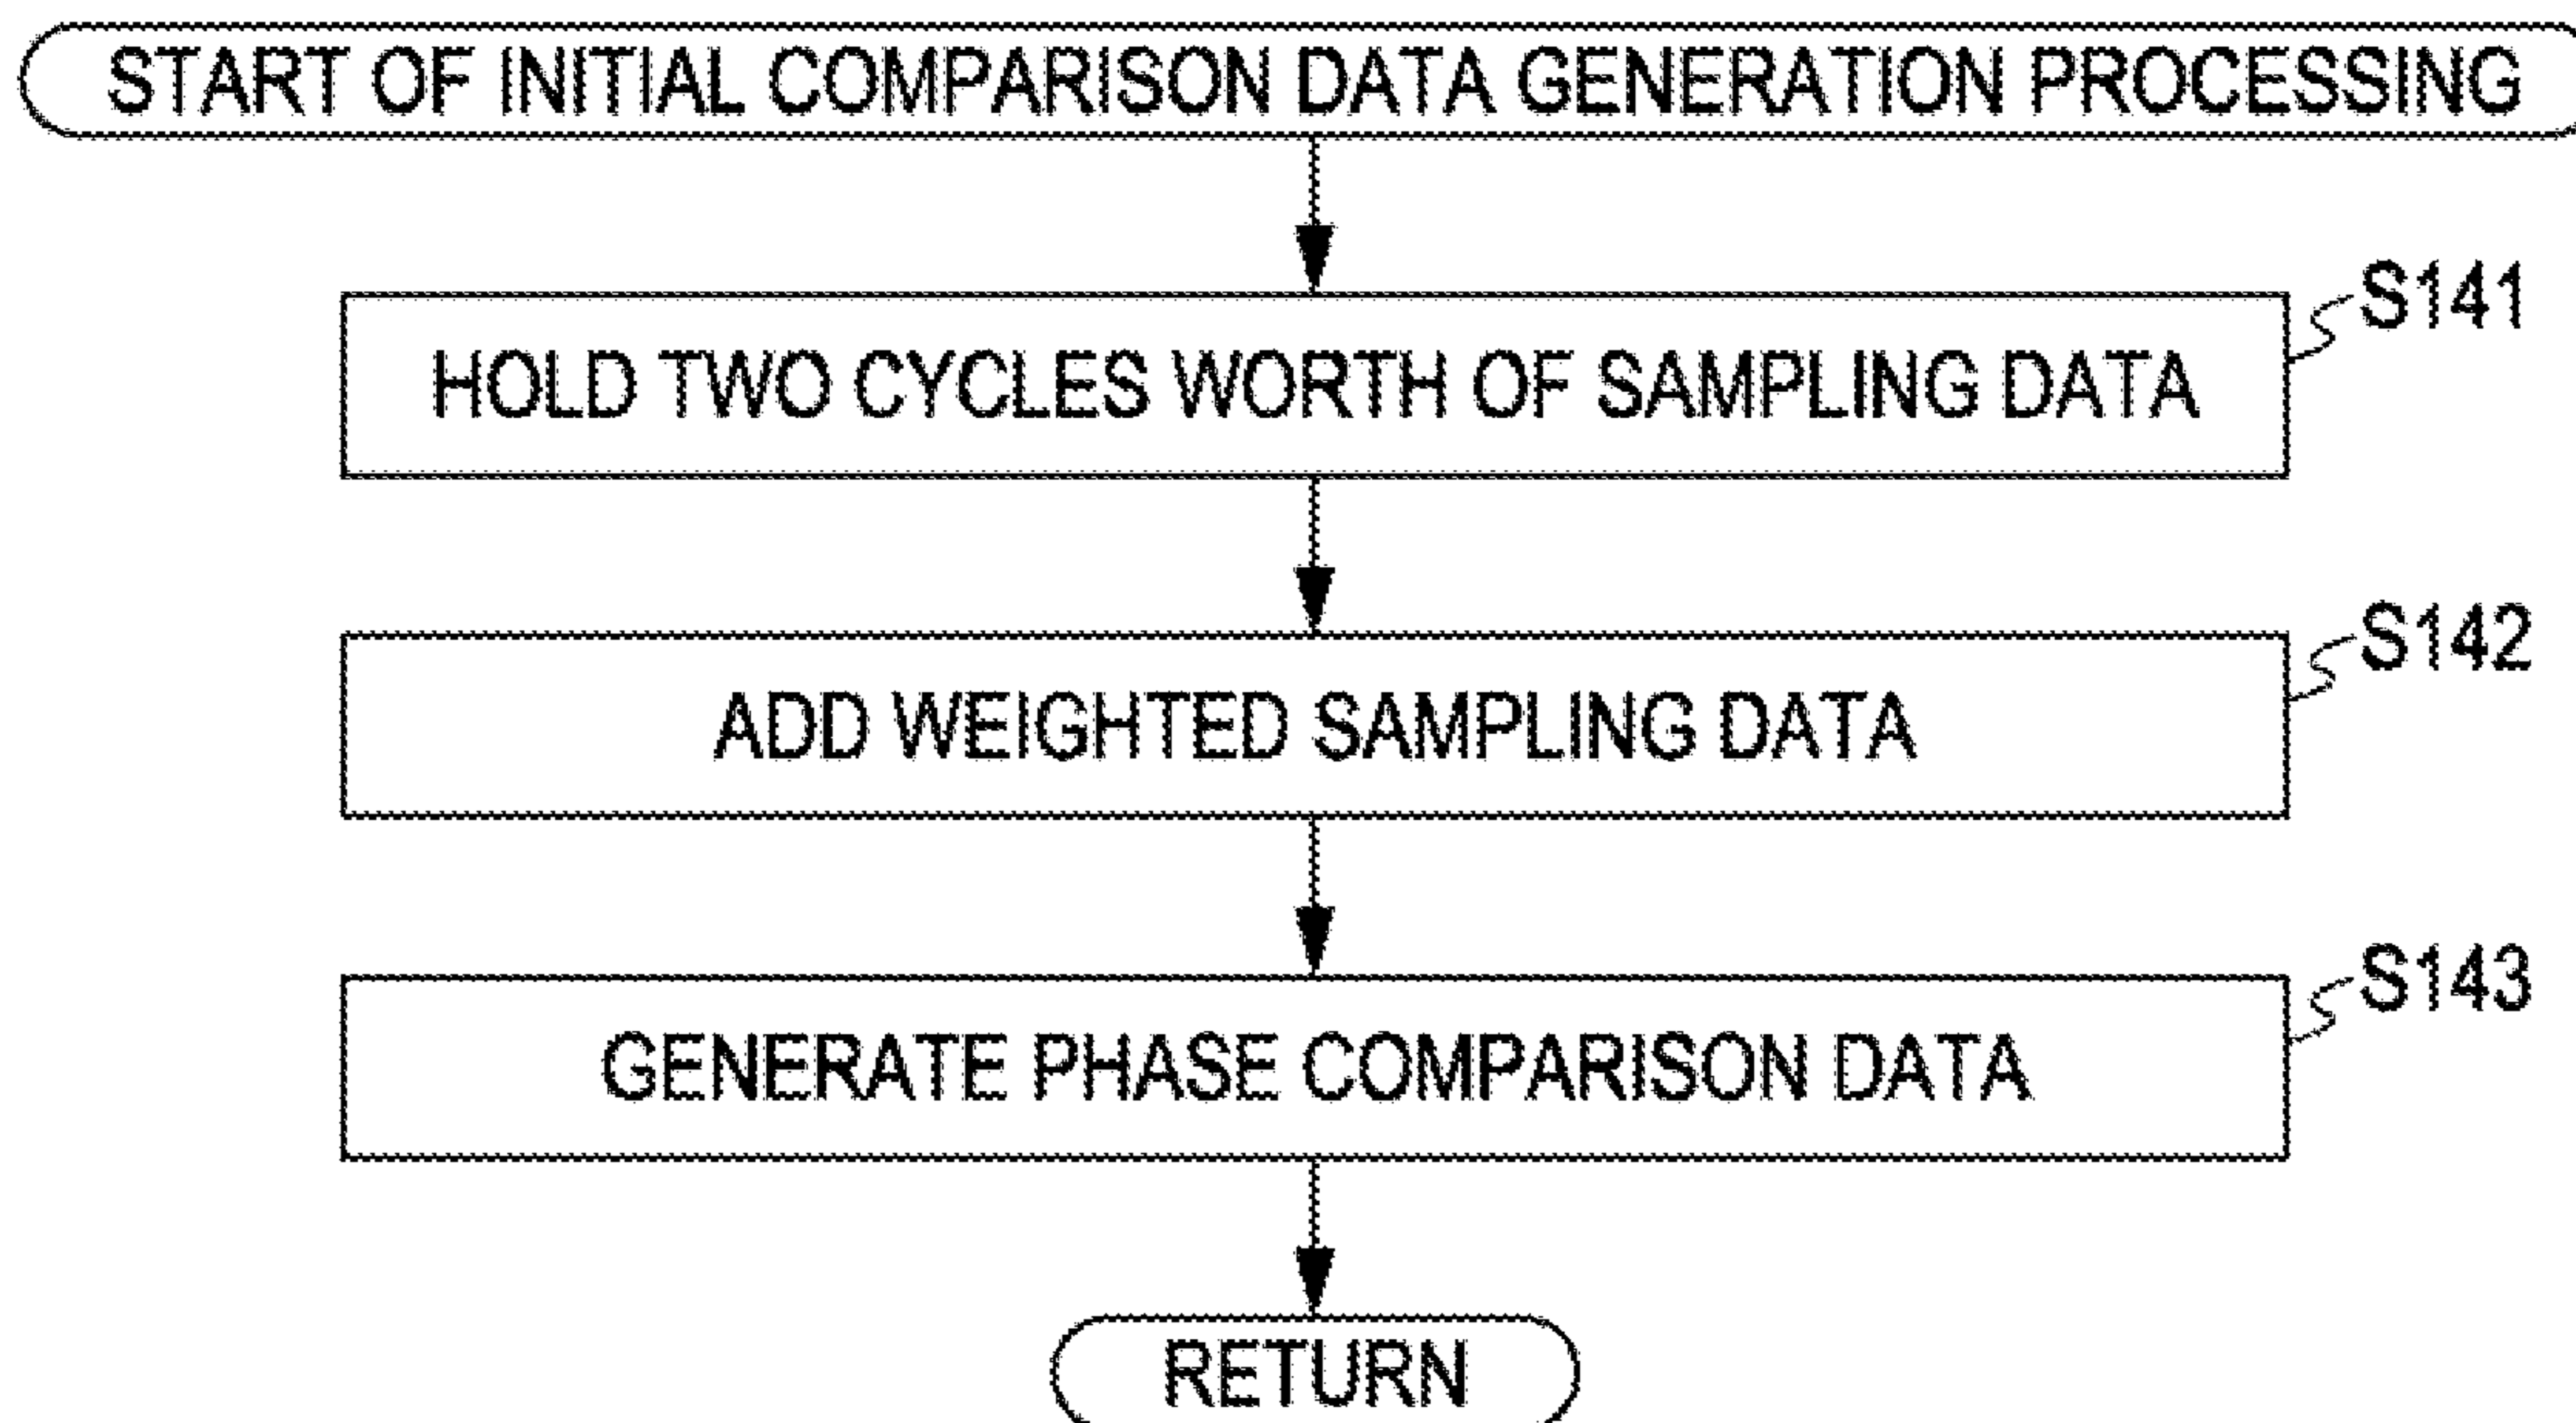 START OF INITIAL COMPARISON DATA GENERATION PROCESSING
S141
HOLD TWO CYCLES WORTH OF SAMPLING DATA
S142
ADD WEIGHTED SAMPLING DATA
S143
GENERATE PHASE COMPARISON DATA
RETURN